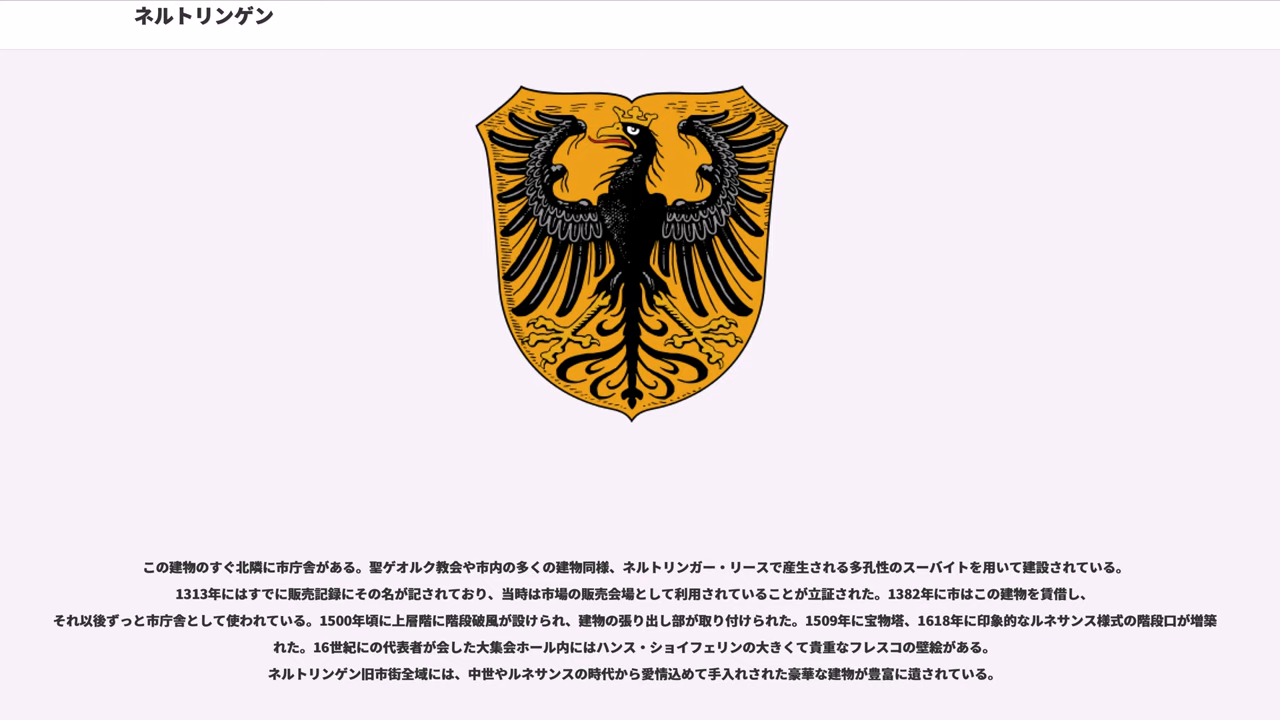 ネルトリンゲン
この建物のすぐ北隣に市庁舎がある。聖ゲオルク教会や市内の多くの建物同様、ネルトリンガー・リースで産生される多孔性のスーバイトを用いて建設されている。
1313年にはすでに販売記録にその名が記されており、当時は市場の販売会場として利用されていることが立証された。1382年に市はこの建物を賃借し、
それ以後ずっと市庁舎として使われている。1500年頃に上層階に階段破風が設けられ、建物の張り出し部が取り付けられた。1509年に宝物塔、1618年に印象的なルネサンス様式の階段口が増築
れた。16世紀にの代表者が会した大集会ホール内にはハンス・ショイフェリンの大きくて貴重なフレスコの壁絵がある。
ネルトリンゲン旧市街全域には、中世やルネサンスの時代から愛情込めて手入れされた豪華な建物が豊富に遺されている。